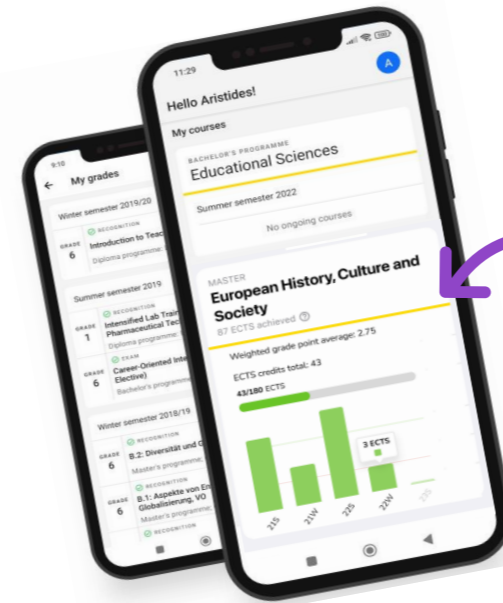 9:10
My grades
Winter semester 2019/20
RECOGNITION
GRADE
6
Introduction to
Diploma programme:
Summer semester 2019
RECOGNITION
GRADE
1
Intensified Lab
Pharmaceutical
Diploma programme:
EXAM
GRADE
6
Career-Oriented
Elective)
Bachelor's programme
Winter semester 2018/19
RECOGNITION
GRADE
6
B.2: Diversität und
Master's programme:
RECOGNITION
GRADE
6
B.1: Aspekte von
Globalisierung, VO
Master's programme:
RECOGNITION
11:29
Hello Aristides!
A
My courses
BACHELOR'S PROGRAMME
Educational Sciences
Summer semester 2022
No ongoing courses
MASTER
European History, Culture and
Society
87 ECTS achieved
Weighted grade point average: 2,75
ECTS credits total: 43
43/180 ECTS
3 ECTS
21S
21W
22S
22W
23S